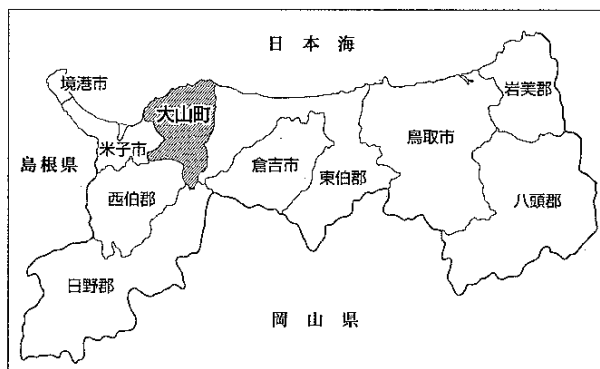 日本海
境港市
大山町
岩美郡
米子市
鳥取市
島根県
倉吉市
東伯郡
西伯郡
八頭郡
日野郡
岡山県